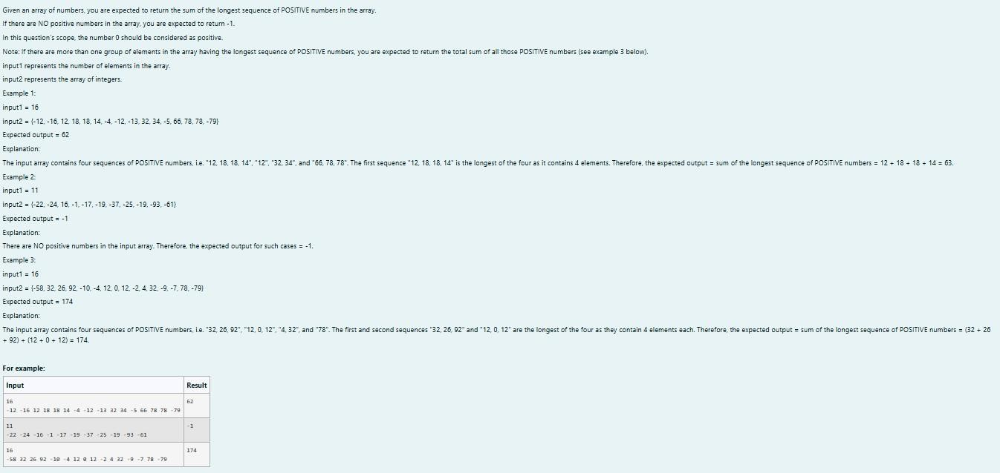 Given an array of numbers, you are expected to return the sum of the longest sequence of POSITIVE numbers in the array.
If there are NO positive numbers in the array, you are expected to return -1.
In this question's scope, the number 0 should be considered as positive.
Note: If there are more than one group of elements in the array having the longest sequence of POSITIVE numbers, you are expected to return the total sum of all those POSITIVE numbers (see example 3 below).
input1 represents the number of elements in the array.
input2 represents the array of integers.
Example 1:
input1 = 16
input2 = {-12, -16, 12, 18, 18, 14, -4, -12, -13, 32, 34, -5, 66, 78, 78, -79}
Expected output = 62
Explanation:
The input array contains four sequences of POSITIVE numbers, i.e. "12, 18, 18, 14", "12", "32, 34", and "66, 78, 78". The first sequence "12, 18, 18, 14" is the longest of the four as it contains 4 elements. Therefore, the expected output = sum of the longest sequence of POSITIVE numbers = 12 + 18 + 18 + 14 = 63.
Example 2:
input1 = 11
input2 = {-22, -24, 16, -1, -17, -19, -37, -25, -19, -93, -61}
Expected output = -1
Explanation:
There are NO positive numbers in the input array. Therefore, the expected output for such cases = -1.
Example 3:
input1 = 16
input2 = {-58, 32, 26, 92, -10, -4, 12, 0, 12, -2, 4, 32, -9, -7, 78, -79}
Expected output = 174
Explanation:
The input array contains four sequences of POSITIVE numbers, i.e. "32, 26, 92", "12, 0, 12", "4, 32", and "78". The first and second sequences "32, 26, 92" and "12, 0, 12" are the longest of the four as they contain 4 elements each. Therefore, the expected output = sum of the longest sequence of POSITIVE numbers = (32 + 26
+ 92) + (12 + 0 + 12) = 174.
For example:
Input Result
16 62
-12 -16 12 18 18 14 -4 -12 -13 32 34 -5 66 78 78 -79
11 -1
-22 -24 -16 -1 -17 -19 -37 -25 -19 -93 -61
16 174
-58 32 26 92 -10 -4 12 0 12 -2 4 32 -9 -7 78 -79